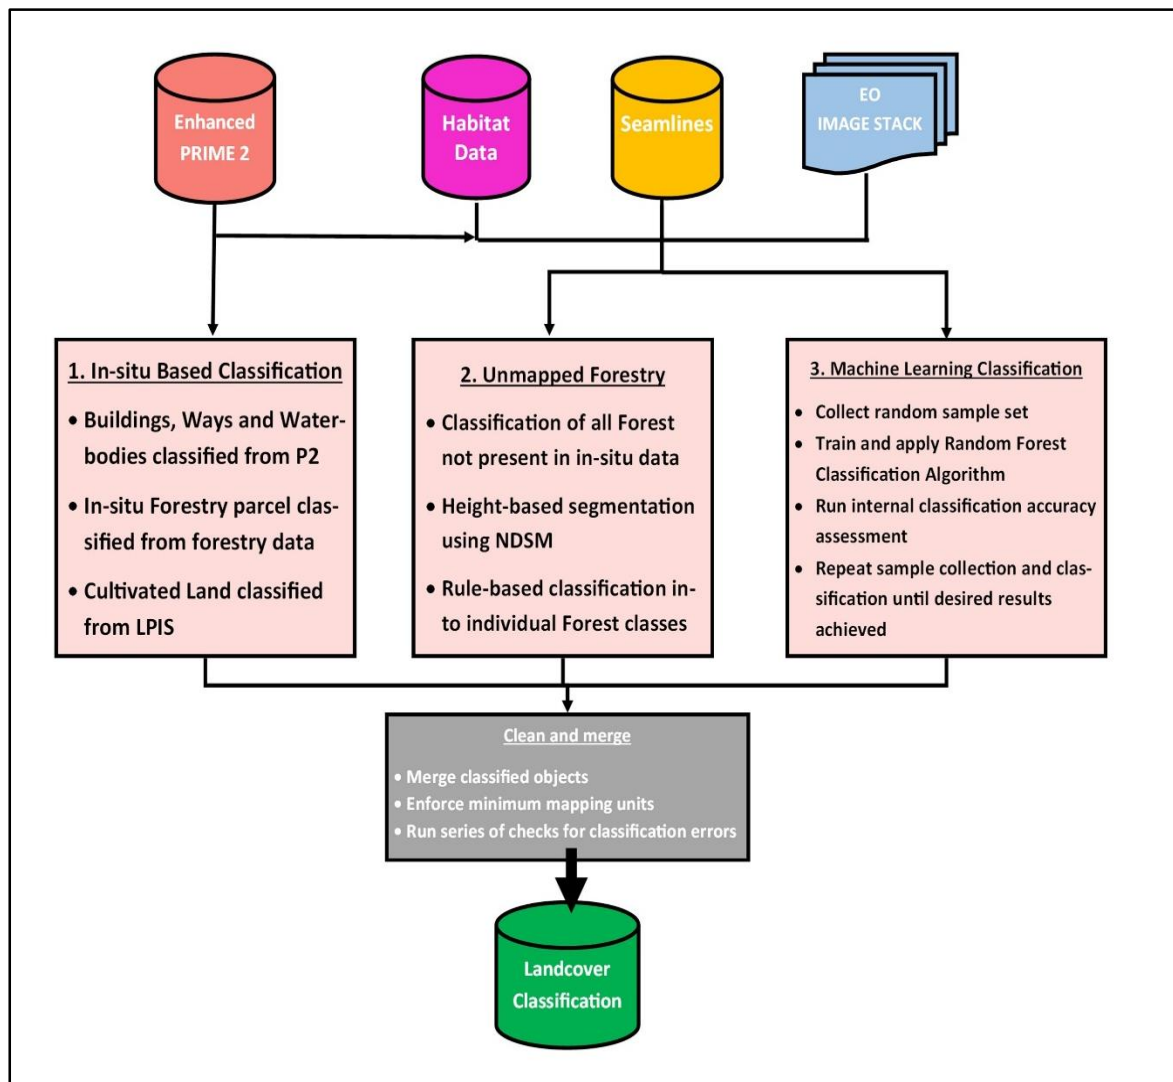 Enhanced
PRIME 2
Habitat
Data
Seamlines
EO
IMAGE STACK
1. In-situ Based Classification
• Buildings, Ways and Water-
bodies classified from P2
• In-situ Forestry parcel clas-
sified from forestry data
• Cultivated Land classified
from LPIS
2. Unmapped Forestry
• Classification of all Forest
not present in in-situ data
• Height-based segmentation
using NDSM
• Rule-based classification in-
to individual Forest classes
3. Machine Learning Classification
• Collect random sample set
• Train and apply Random Forest
Classification Algorithm
• Run internal classification accuracy
assessment
• Repeat sample collection and clas-
sification until desired results
achieved
Clean and merge
• Merge classified objects
• Enforce minimum mapping units
• Run series of checks for classification errors
Landcover
Classification